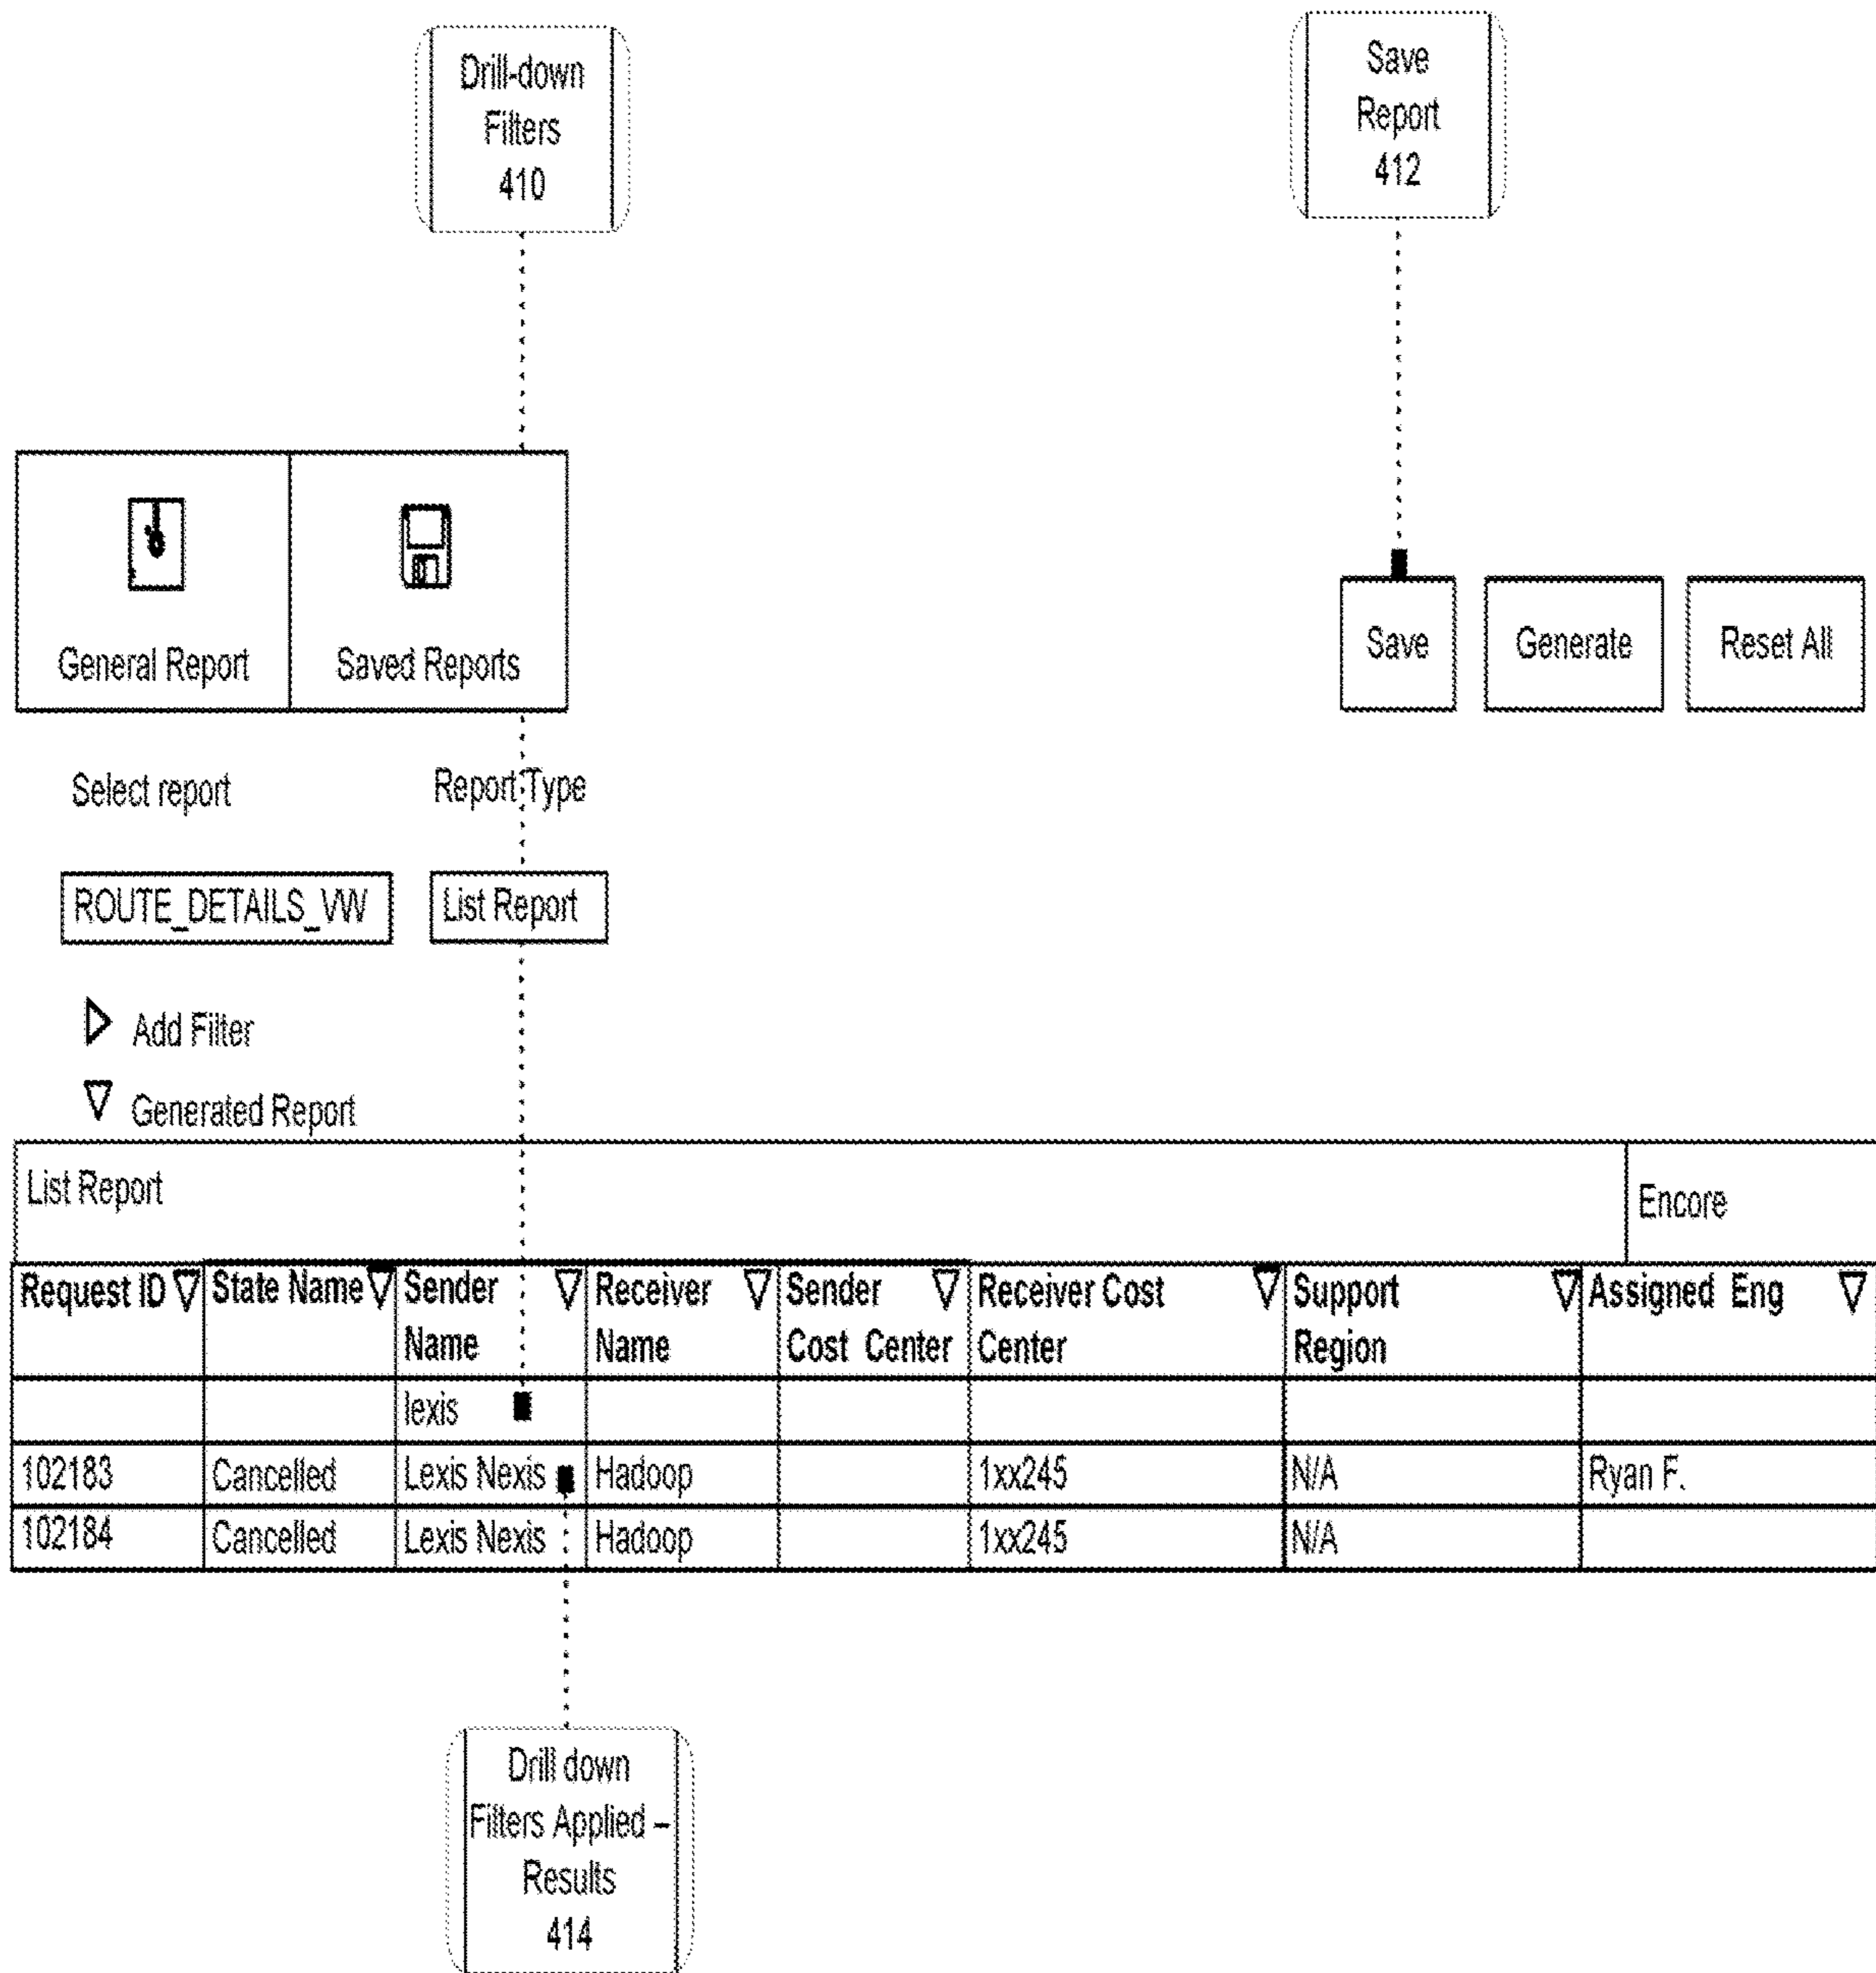 Drill-down
Filters
410
Save
Report
412
General Report
Saved Reports
Save
Generate
Reset All
Select report
Report Type
ROUTE_DETAILS_VW
List Report
Add Filter
Generated Report
List Report
Encore
Request ID State Name Sender Name Receiver Name Sender Cost Center Receiver Cost Center Support Region Assigned Eng
lexis
102183 Cancelled Lexis Nexis Hadoop 1xx245 N/A Ryan F.
102184 Cancelled Lexis Nexis Hadoop 1xx245 N/A
Drill down
Filters Applied –
Results
414